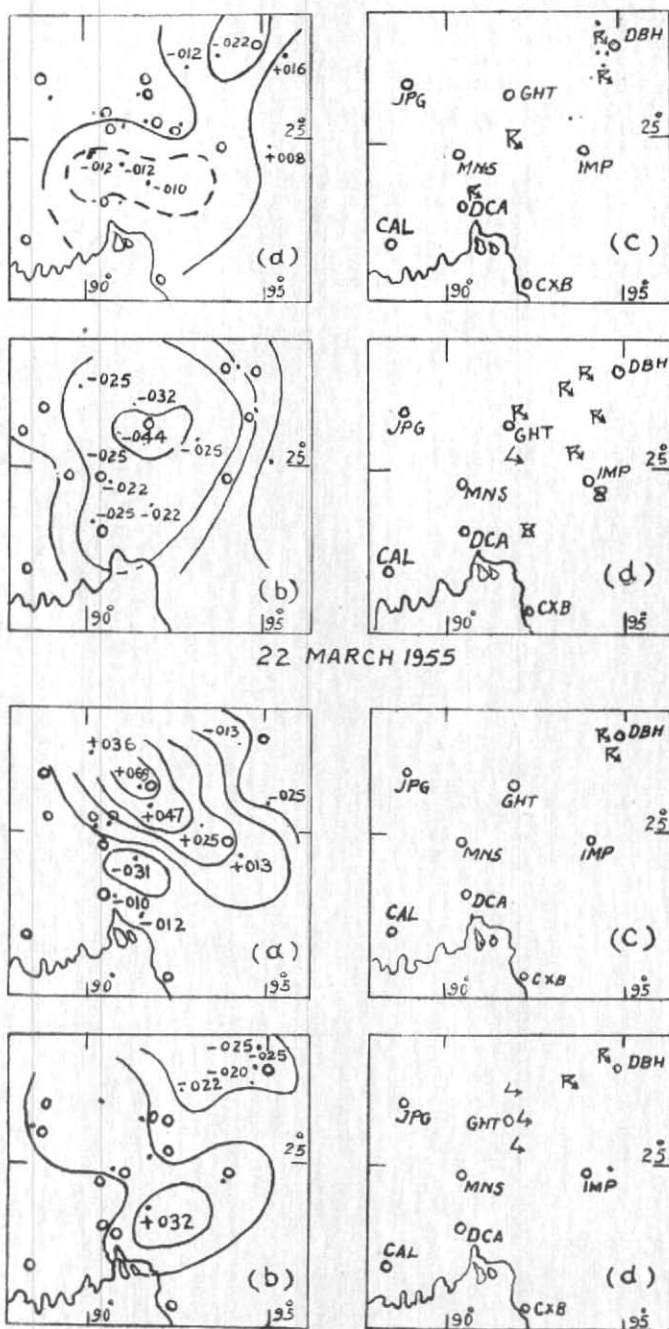 -022
-012
+016
25°
+008
-012
-012
-010
(a)
90° 95°
DBH
JPG
GHT
25°
MNS
IMP
DCA
CAL
(c)
CXB
90° 95°
-025
-032
-044
-025
-025
25°
-022
-025 -022
(b)
90° 95°
DBH
JPG
GHT
25°
IMP
MNS
DCA
CAL
(d)
CXB
90° 95°
22 MARCH 1955
-013
+036
+066
-025
+047
+025
25°
+013
-031
-010
-012
(a)
90° 95°
DBH
JPG
GHT
25°
MNS
IMP
DCA
CAL
(c)
CXB
90° 95°
-025
-025
-020
-022
25°
+032
(b)
90° 95°
DBH
JPG
GHT
25°
MNS
IMP
DCA
CAL
(d)
CXB
90° 95°